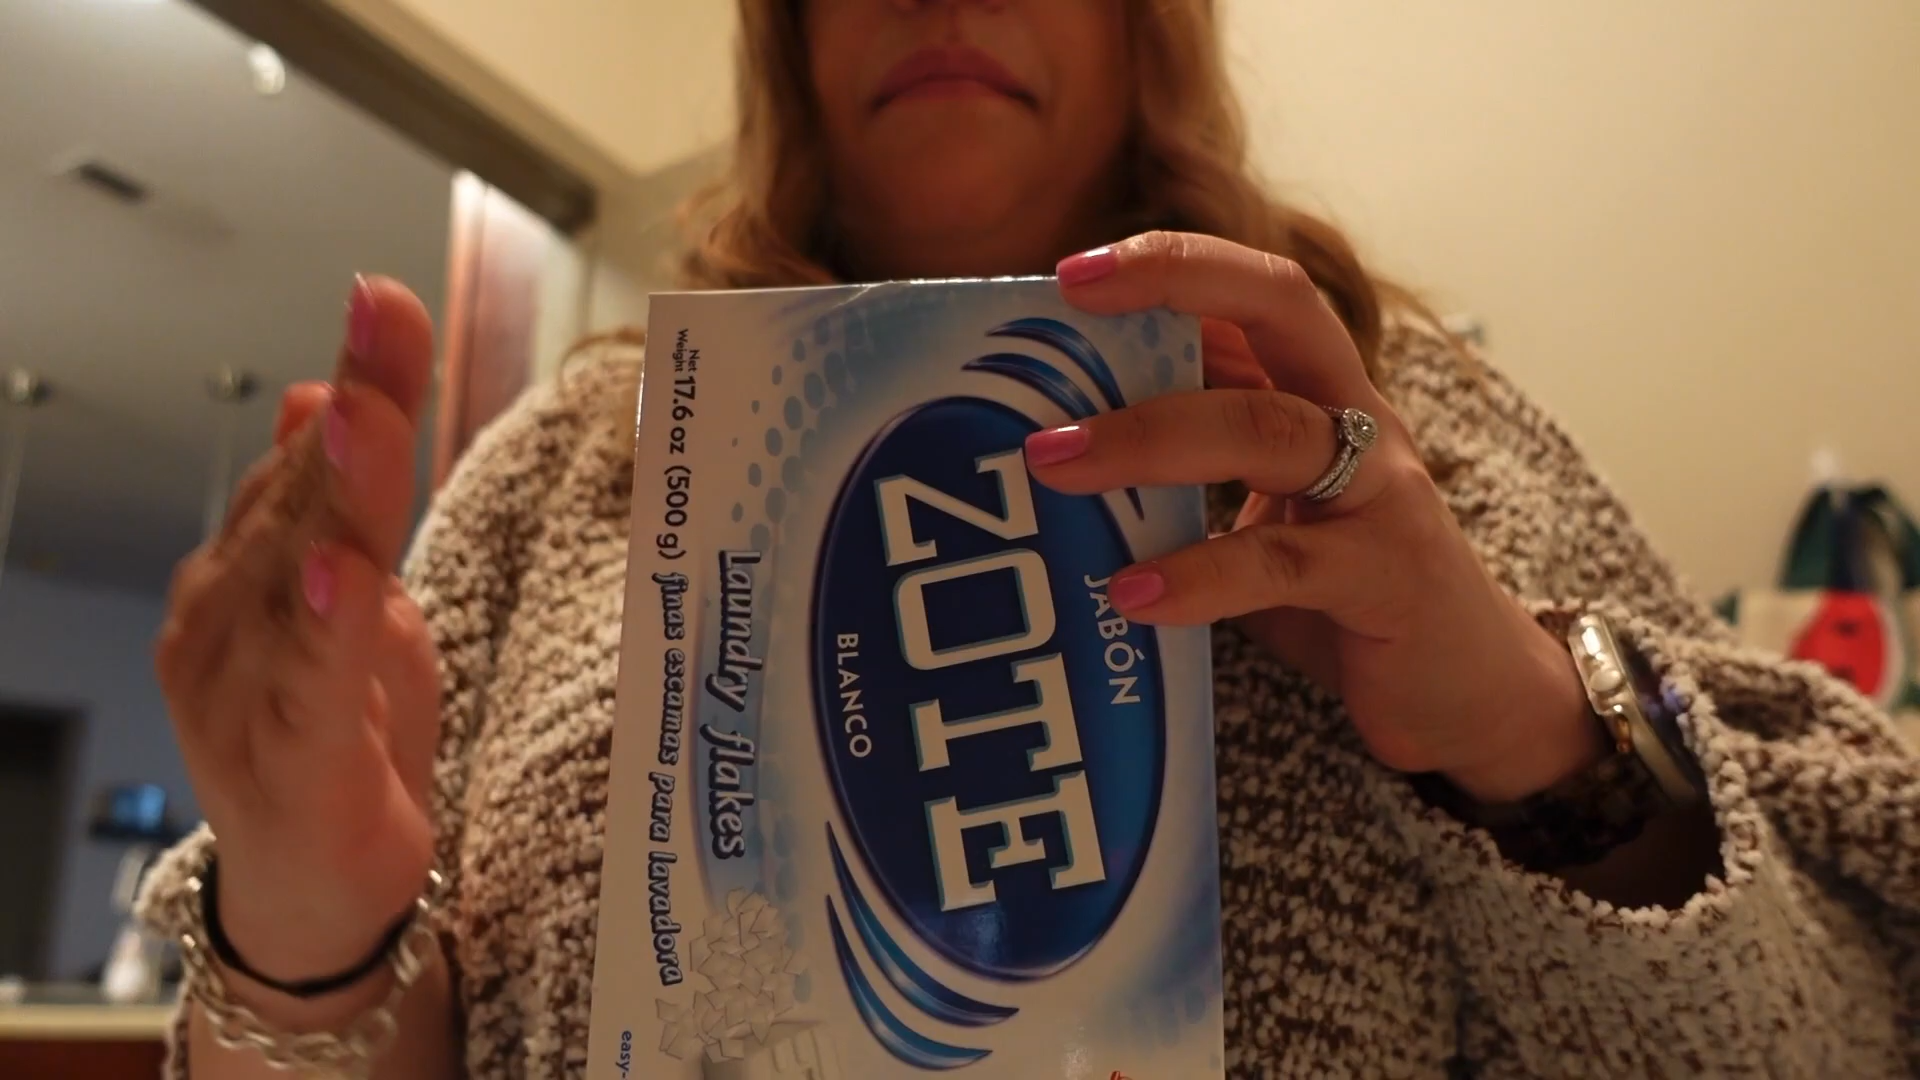 JABÓN
ZOTE
BLANCO
Laundry flakes
finas escamas para lavadora
Net
Weight 17.6 oz (500 g)
easy-